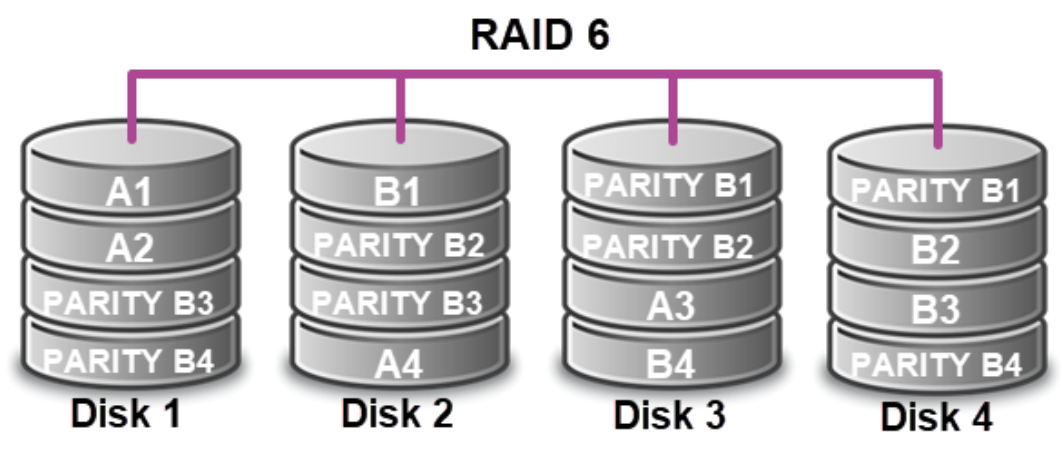 RAID 6
A1
A2
PARITY B3
PARITY B4
Disk 1
B1
PARITY B2
PARITY B3
A4
Disk 2
PARITY B1
PARITY B2
A3
B4
Disk 3
PARITY B1
B2
B3
PARITY B4
Disk 4